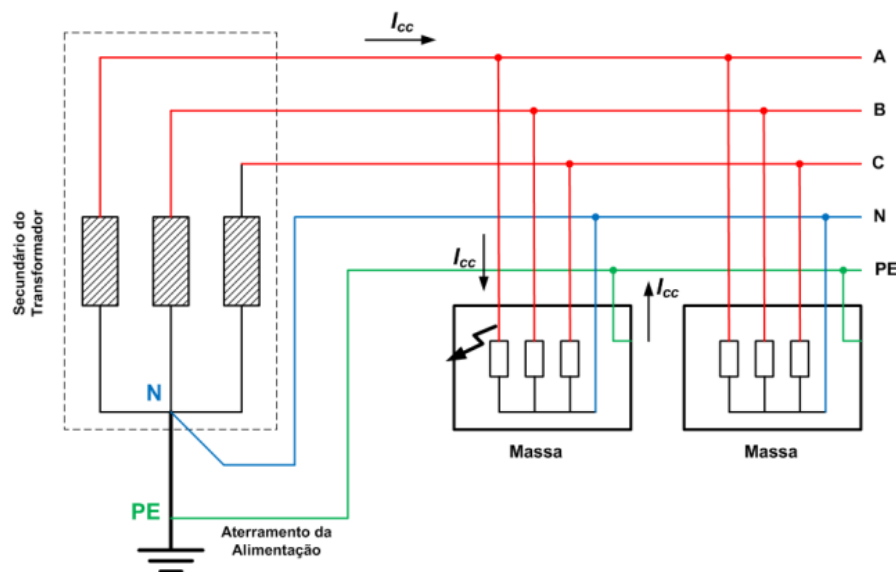 Icc
A
B
C
N
PE
Secundário do
Transformador
Icc
Icc
N
Massa
Massa
PE
Aterramento da
Alimentação